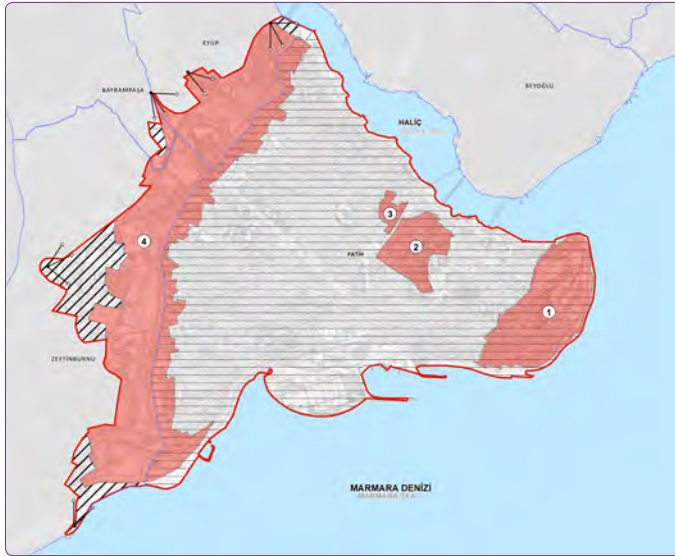 EYÜP
BAYRAMPAŞA
BEYOĞLU
HALİÇ
3
2
4
FATİH
1
ZEYTİNBURNU
MARMARA DENİZİ
MARMARA SEA